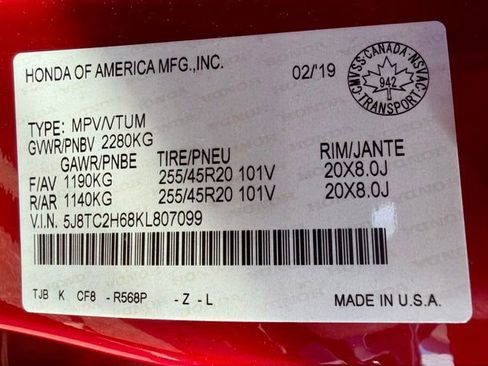 HONDA OF AMERICA MFG.,INC.
02/'19
CMVSS-CANADA-NSVAC
942
TRANSPORT
TYPE: MPV/VTUM
GVWR/PNBV 2280KG
GAWR/PNBE TIRE/PNEU RIM/JANTE
F/AV 1190KG 255/45R20 101V 20X8.0J
R/AR 1140KG 255/45R20 101V 20X8.0J
V.I.N. 5J8TC2H68KL807099
TJB K CF8 - R568P - Z - L
MADE IN U.S.A.